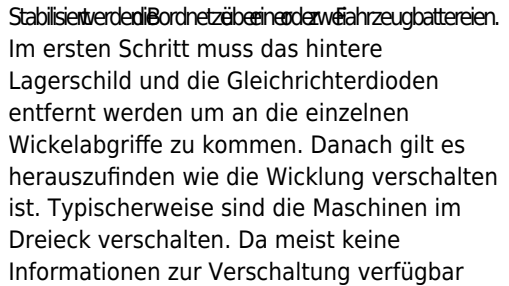 Stabilisiert werden die Bordnetze über einen oder zwei Fahrzeugbattereien.
Im ersten Schritt muss das hintere
Lagerschild und die Gleichrichterdioden
entfernt werden um an die einzelnen
Wickelabgriffe zu kommen. Danach gilt es
herauszufinden wie die Wicklung verschalten
ist. Typischerweise sind die Maschinen im
Dreieck verschalten. Da meist keine
Informationen zur Verschaltung verfügbar